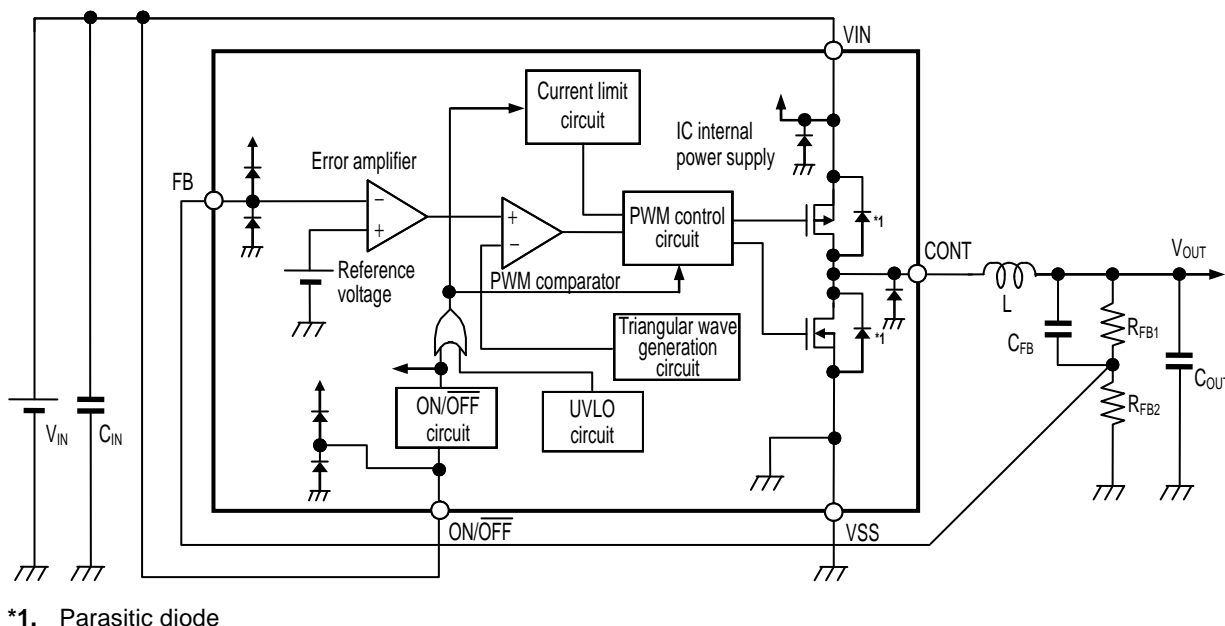 VIN
Current limit
circuit
IC internal
power supply
Error amplifier
FB
−
+
+
−
PWM control
circuit
*1
CONT
VOUT
Reference
voltage
PWM comparator
L
CFB
RFB1
*1
Triangular wave
generation
circuit
COUT
ON/OFF
circuit
UVLO
circuit
RFB2
VIN
CIN
ON/OFF
VSS
*1. Parasitic diode